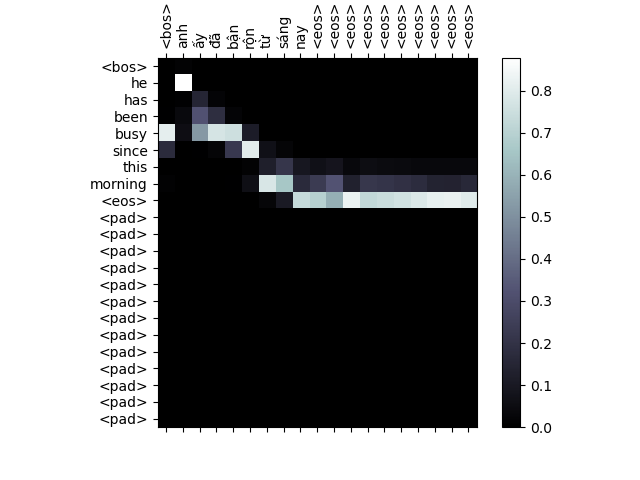 <bos> anh ấy đã bận rộn từ sáng nay <eos> <eos> <eos> <eos> <eos> <eos> <eos> <eos> <eos> <eos>
<bos>
he
has
been
busy
since
this
morning
<eos>
<pad>
<pad>
<pad>
<pad>
<pad>
<pad>
<pad>
<pad>
<pad>
<pad>
<pad>
<pad>
<pad>
0.8
0.7
0.6
0.5
0.4
0.3
0.2
0.1
0.0